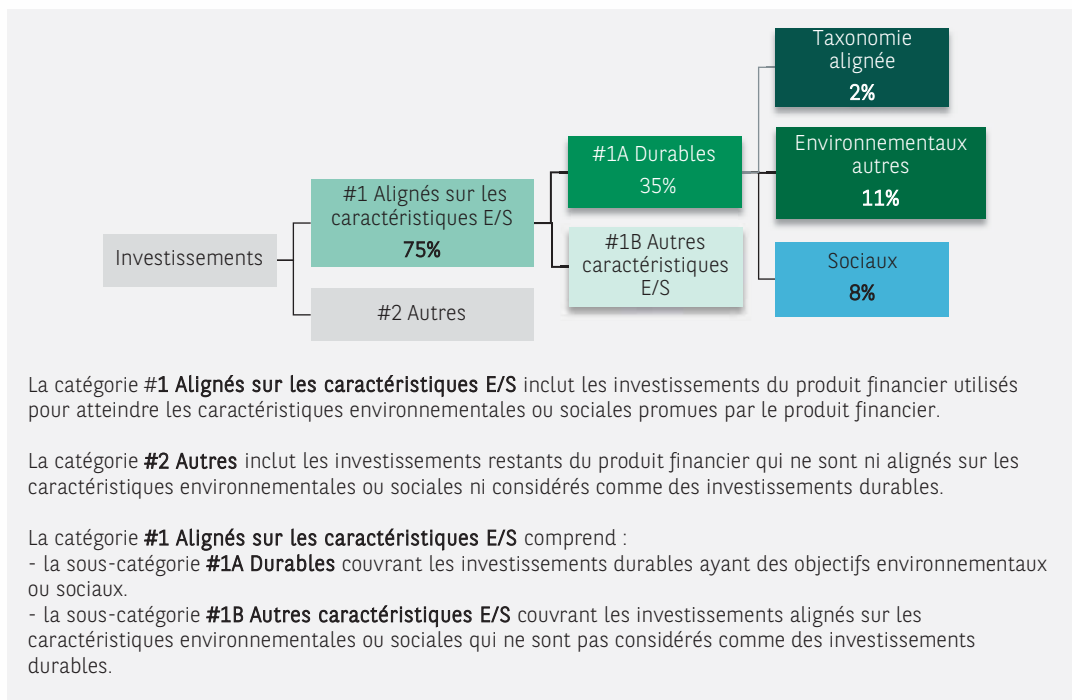 Taxonomie
alignée
2%
#1A Durables
35%
Environnementaux
autres
11%
#1 Alignés sur les
caractéristiques E/S
75%
Investissements
#1B Autres
caractéristiques
E/S
Sociaux
8%
#2 Autres
La catégorie #1 Alignés sur les caractéristiques E/S inclut les investissements du produit financier utilisés
pour atteindre les caractéristiques environnementales ou sociales promues par le produit financier.
La catégorie #2 Autres inclut les investissements restants du produit financier qui ne sont ni alignés sur les
caractéristiques environnementales ou sociales ni considérés comme des investissements durables.
La catégorie #1 Alignés sur les caractéristiques E/S comprend :
- la sous-catégorie #1A Durables couvrant les investissements durables ayant des objectifs environnementaux
ou sociaux.
- la sous-catégorie #1B Autres caractéristiques E/S couvrant les investissements alignés sur les
caractéristiques environnementales ou sociales qui ne sont pas considérés comme des investissements
durables.